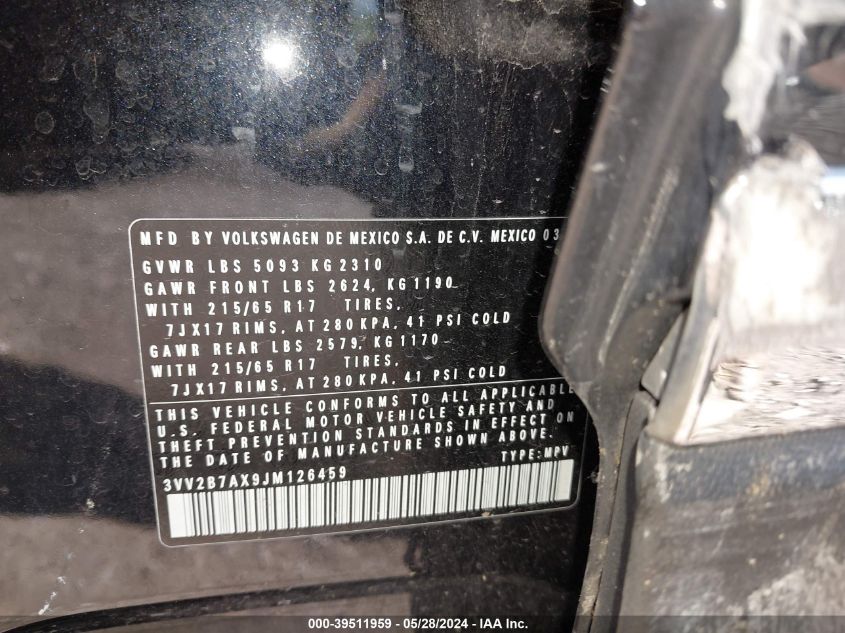 MFD BY VOLKSWAGEN DE MEXICO S.A. DE C.V. MEXICO 03
GVWR LBS 5093 KG 2310
GAWR FRONT LBS 2624, KG 1190
WITH 215/65 R17 TIRES,
7JX17 RIMS, AT 280 KPA, 41 PSI COLD
GAWR REAR LBS 2579, KG 1170
WITH 215/65 R17 TIRES,
7JX17 RIMS, AT 280 KPA, 41 PSI COLD
THIS VEHICLE CONFORMS TO ALL APPLICABLE
U.S. FEDERAL MOTOR VEHICLE SAFETY AND
THEFT PREVENTION STANDARDS IN EFFECT ON
THE DATE OF MANUFACTURE SHOWN ABOVE.
3VV2B7AX9JM126459 TYPE: MPV
000-39511959 - 05/28/2024 - IAA Inc.